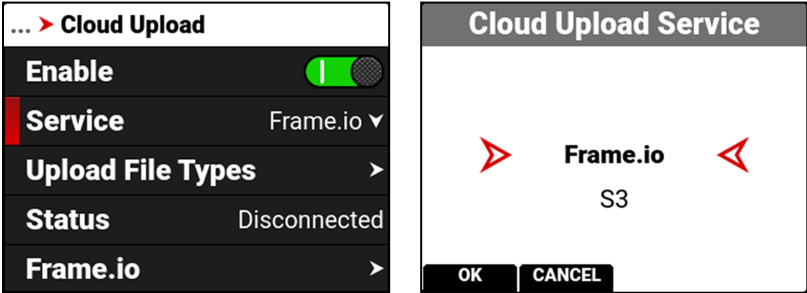 ... Cloud Upload
Enable
Service Frame.io
Upload File Types
Status Disconnected
Frame.io
Cloud Upload Service
Frame.io
S3
OK CANCEL